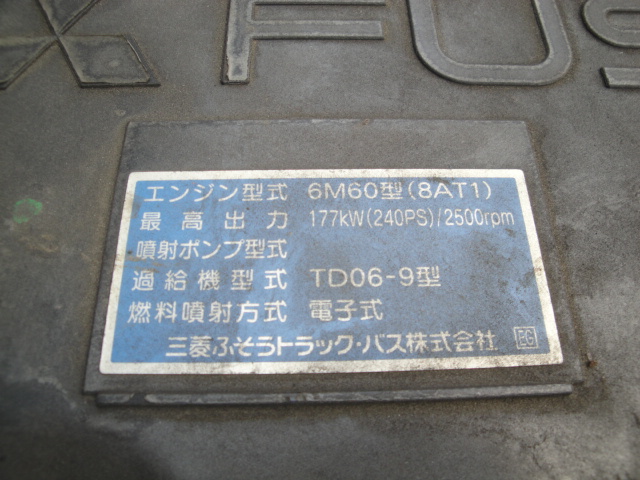 FUS
エンジン型式 6M60型(8AT1)
最高出力 177kW(240PS)/2500rpm
噴射ポンプ型式
過給機型式 TD06-9型
燃料噴射方式 電子式
三菱ふそうトラック・バス株式会社 EG